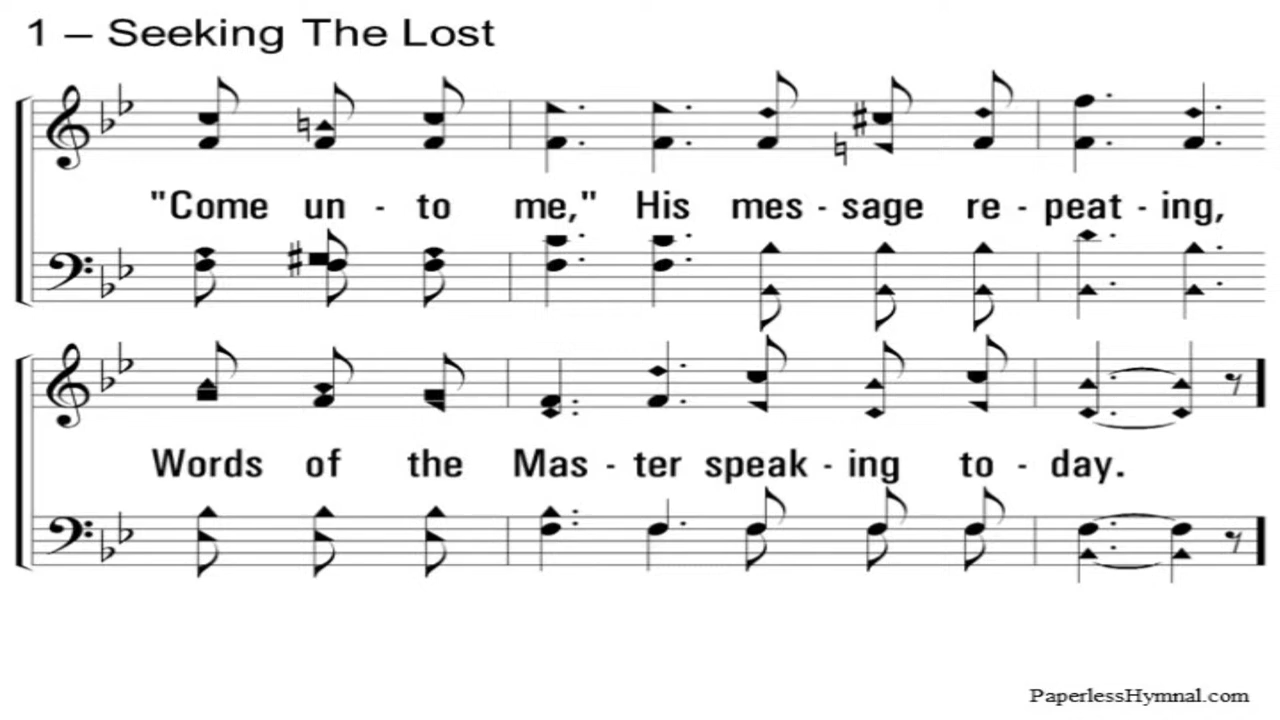 1 – Seeking The Lost
"Come un - to me," His mes - sage re - peat - ing,
Words of the Mas - ter speak - ing to - day.
PaperlessHymnal.com